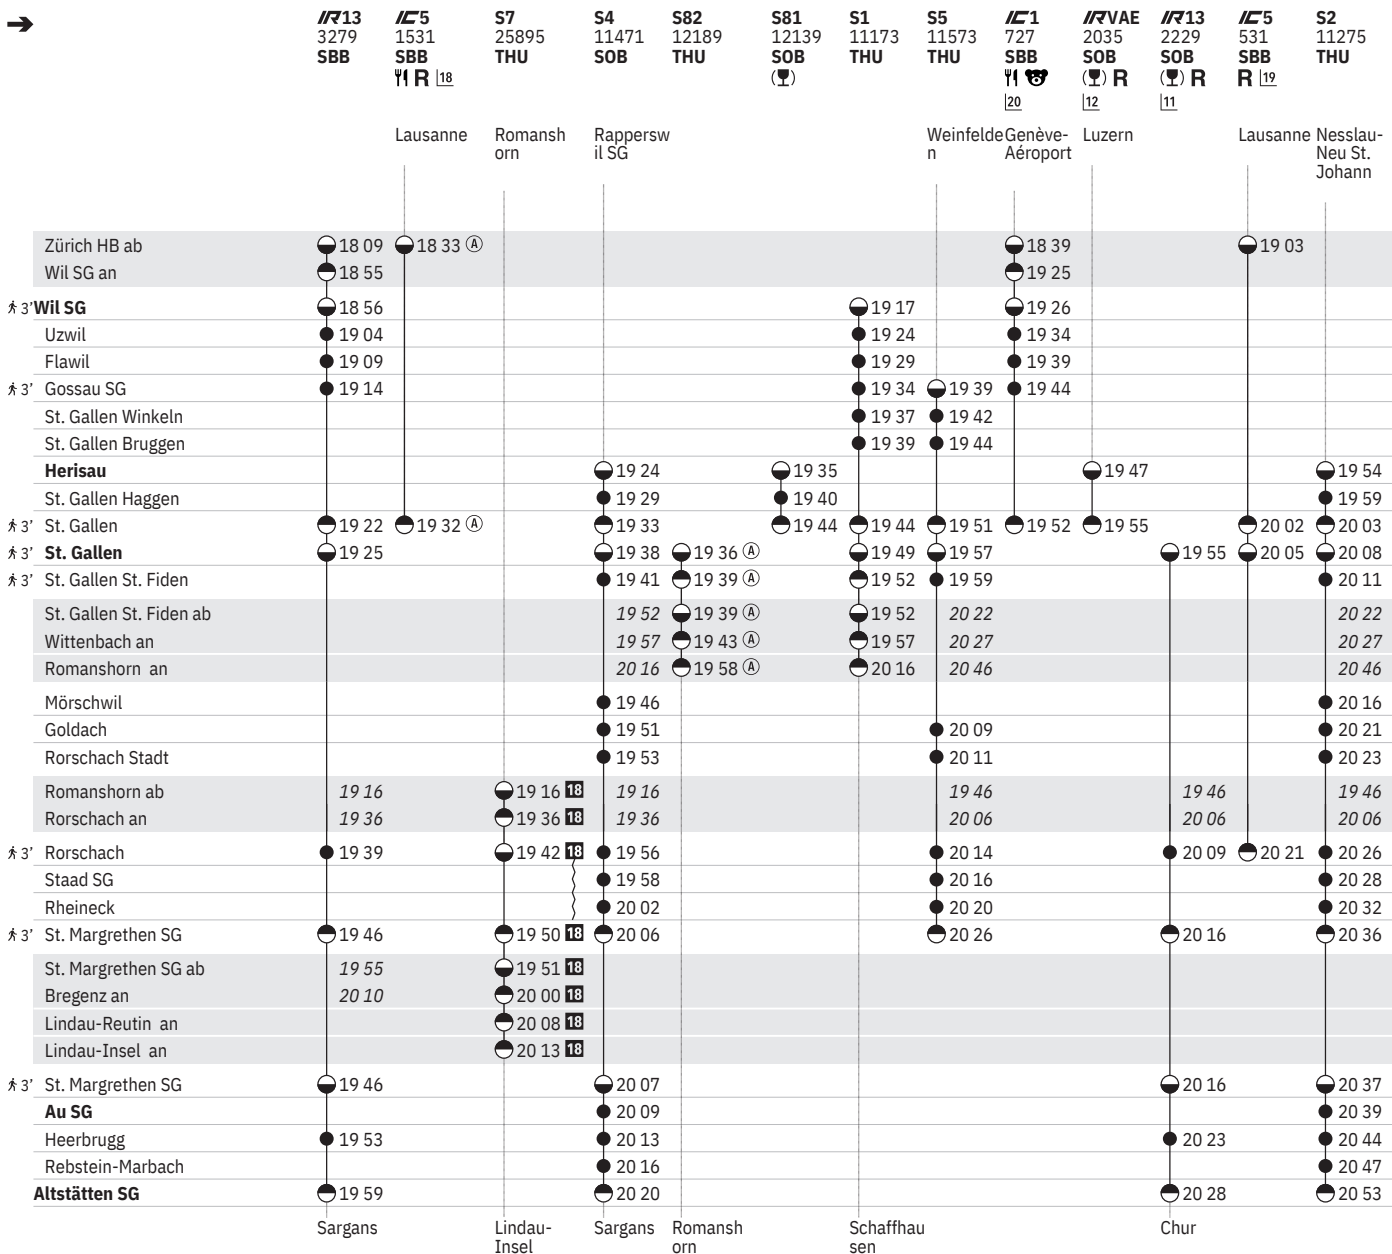 ➔ IR13 IC5 S7 S4 S82 S81 S1 S5 IC1 IRVAE IR13 IC5 S2
3279 1531 25895 11471 12189 12139 11173 11573 727 2035 2229 531 11275
SBB SBB THU SOB THU SOB THU THU SBB SOB SOB SBB THU
R 18 R R R 19
20 12 11
Lausanne Romansh Rappersw Weinfelde Genève- Luzern Lausanne Nesslau-
orn il SG n Aéroport Neu St.
Johann
Zürich HB ab 18 09 18 33 Ⓐ 18 39 19 03
Wil SG an 18 55 19 25
3' Wil SG 18 56 19 17 19 26
Uzwil 19 04 19 24 19 34
Flawil 19 09 19 29 19 39
3' Gossau SG 19 14 19 34 19 39 19 44
St. Gallen Winkeln 19 37 19 42
St. Gallen Bruggen 19 39 19 44
Herisau 19 24 19 35 19 47 19 54
St. Gallen Haggen 19 29 19 40 19 59
3' St. Gallen 19 22 19 32 Ⓐ 19 33 19 44 19 44 19 51 19 52 19 55 20 02 20 03
3' St. Gallen 19 25 19 38 19 36 Ⓐ 19 49 19 57 19 55 20 05 20 08
3' St. Gallen St. Fiden 19 41 19 39 Ⓐ 19 52 19 59 20 11
St. Gallen St. Fiden ab 19 52 19 39 Ⓐ 19 52 20 22 20 22
Wittenbach an 19 57 19 43 Ⓐ 19 57 20 27 20 27
Romanshorn an 20 16 19 58 Ⓐ 20 16 20 46 20 46
Mörschwil 19 46 20 16
Goldach 19 51 20 09 20 21
Rorschach Stadt 19 53 20 11 20 23
Romanshorn ab 19 16 19 16 18 19 16 19 46 19 46 19 46
Rorschach an 19 36 19 36 18 19 36 20 06 20 06 20 06
3' Rorschach 19 39 19 42 18 19 56 20 14 20 09 20 21 20 26
Staad SG 19 58 20 16 20 28
Rheineck 20 02 20 20 20 32
3' St. Margrethen SG 19 46 19 50 18 20 06 20 26 20 16 20 36
St. Margrethen SG ab 19 55 19 51 18
Bregenz an 20 10 20 00 18
Lindau-Reutin an 20 08 18
Lindau-Insel an 20 13 18
3' St. Margrethen SG 19 46 20 07 20 16 20 37
Au SG 20 09 20 39
Heerbrugg 19 53 20 13 20 23 20 44
Rebstein-Marbach 20 16 20 47
Altstätten SG 19 59 20 20 20 28 20 53
Sargans Lindau- Sargans Romansh Schaffhau Chur
Insel orn sen